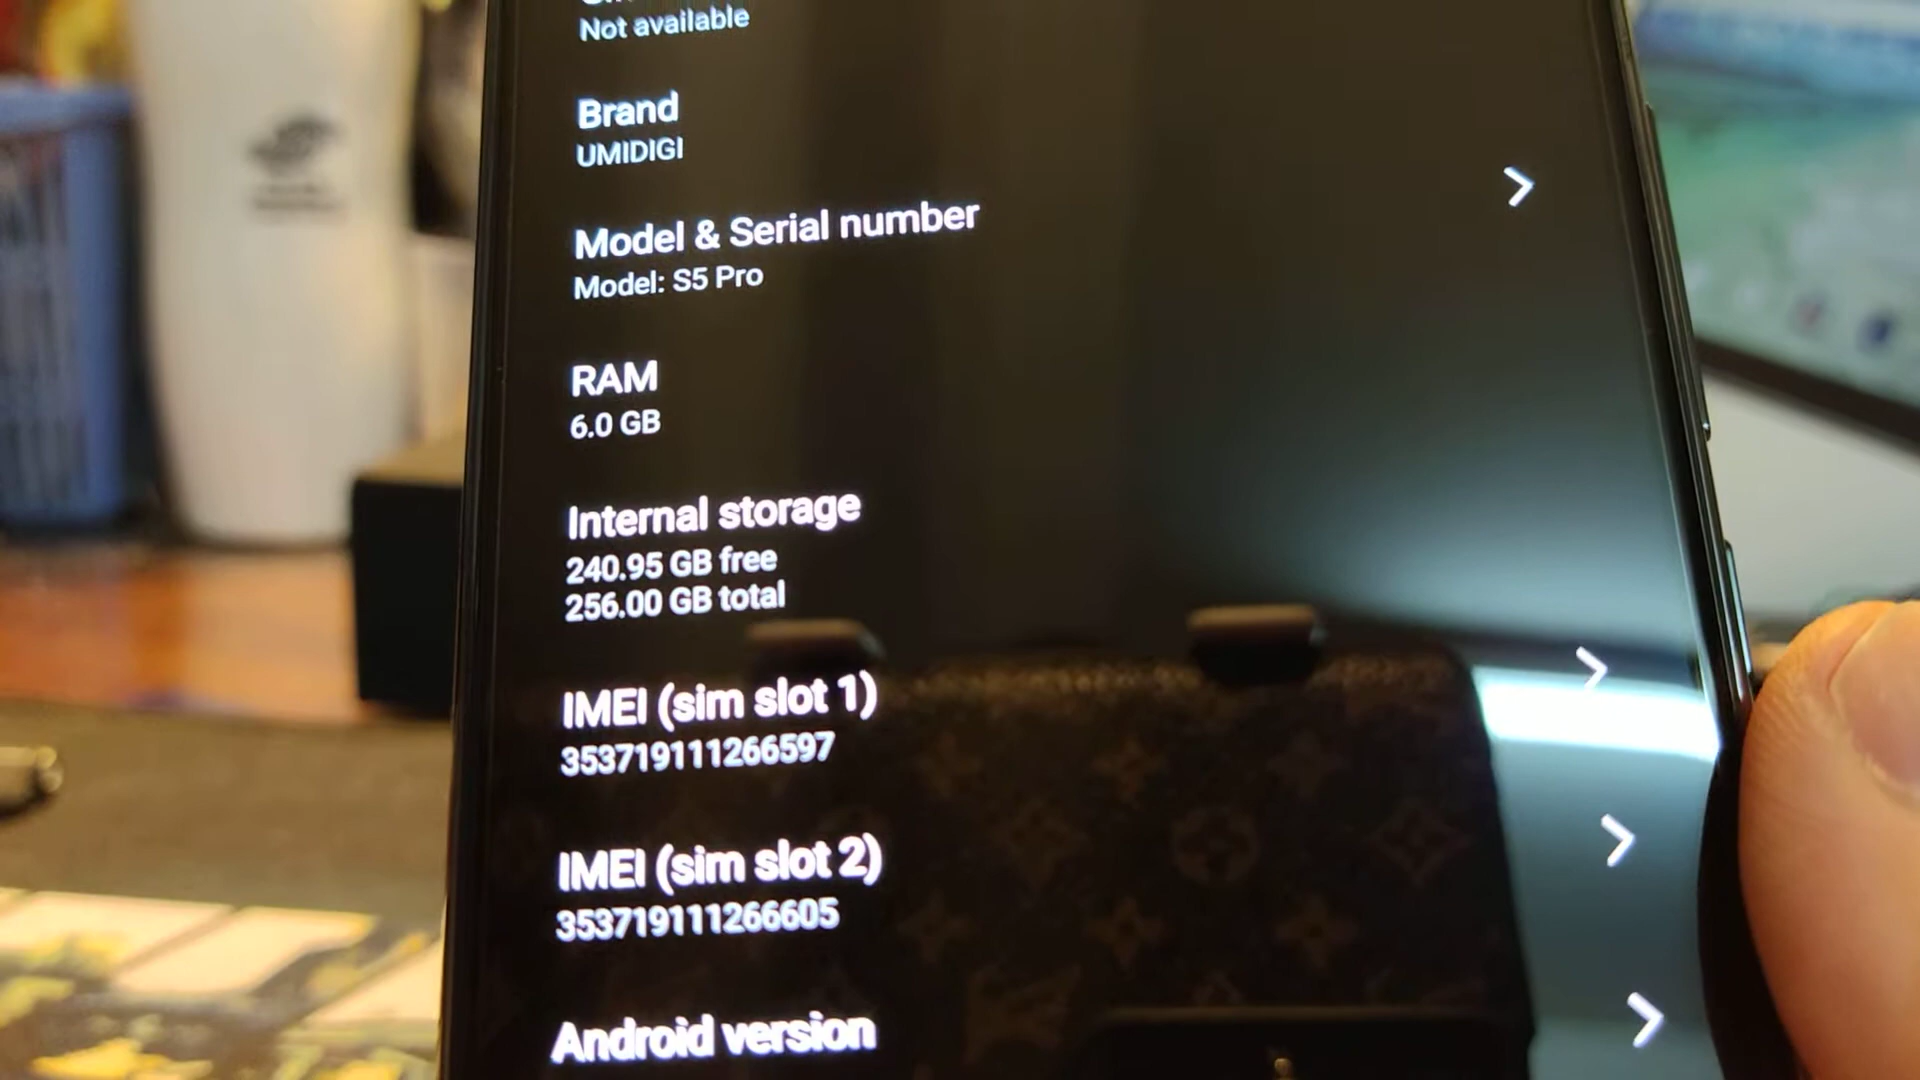 Not available
Brand
UMIDIGI
Model & Serial number
Model: S5 Pro
RAM
6.0 GB
Internal storage
240.95 GB free
256.00 GB total
IMEI (sim slot 1)
353719111266597
IMEI (sim slot 2)
353719111266605
Android version